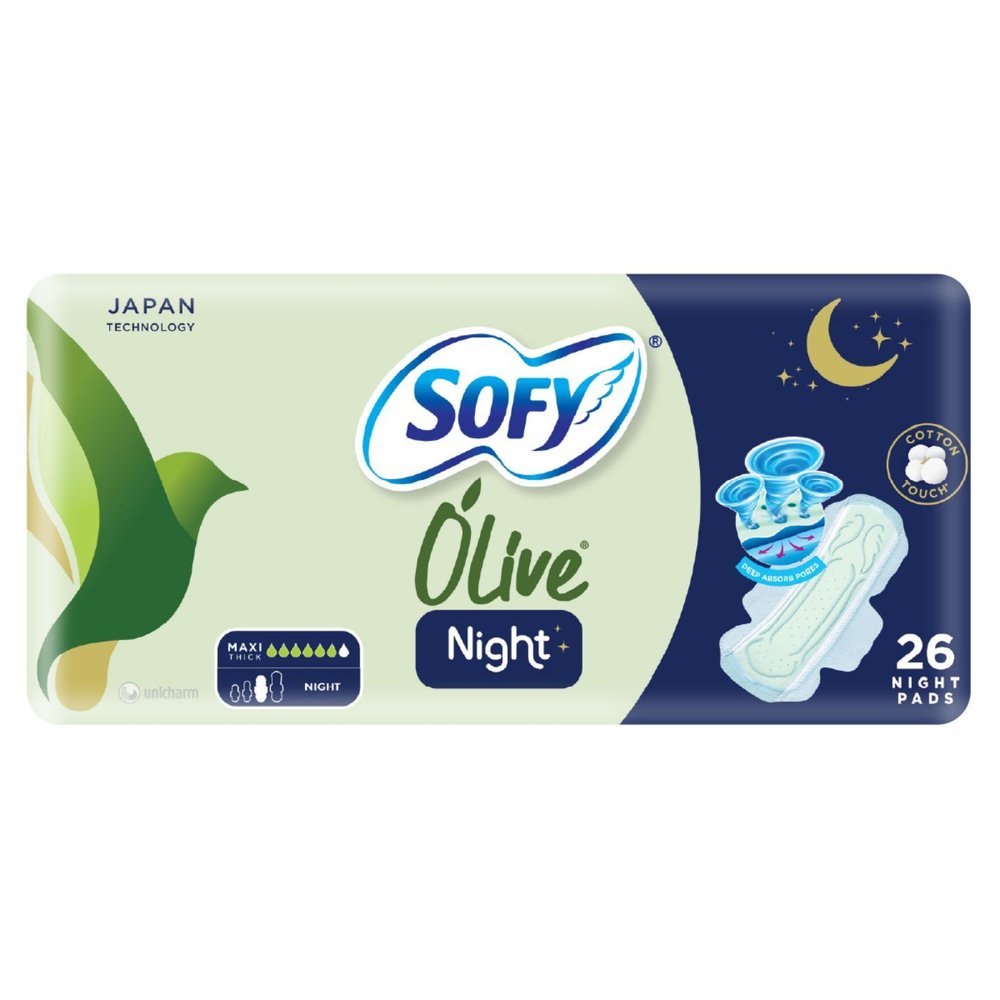 JAPAN
TECHNOLOGY
SOFY®
Olive®
Night
MAXI
THICK
NIGHT
unicharm
COTTON
TOUCH*
DEEP ABSORB PORES
26
NIGHT
PADS